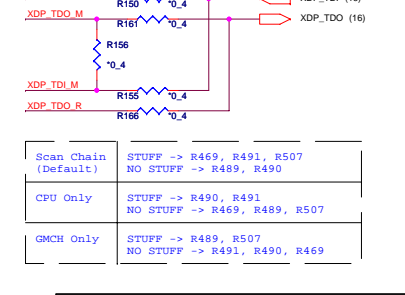 R150 *0_4
XDP_TDO_M
R161 *0_4
XDP_TDO (16)
R156
*0_4
XDP_TDI_M
R155 *0_4
XDP_TDO_R
R166 *0_4
Scan Chain STUFF -> R469, R491, R507
(Default) NO STUFF -> R489, R490
CPU Only STUFF -> R490, R491
NO STUFF -> R469, R489, R507
GMCH Only STUFF -> R489, R507
NO STUFF -> R491, R490, R469